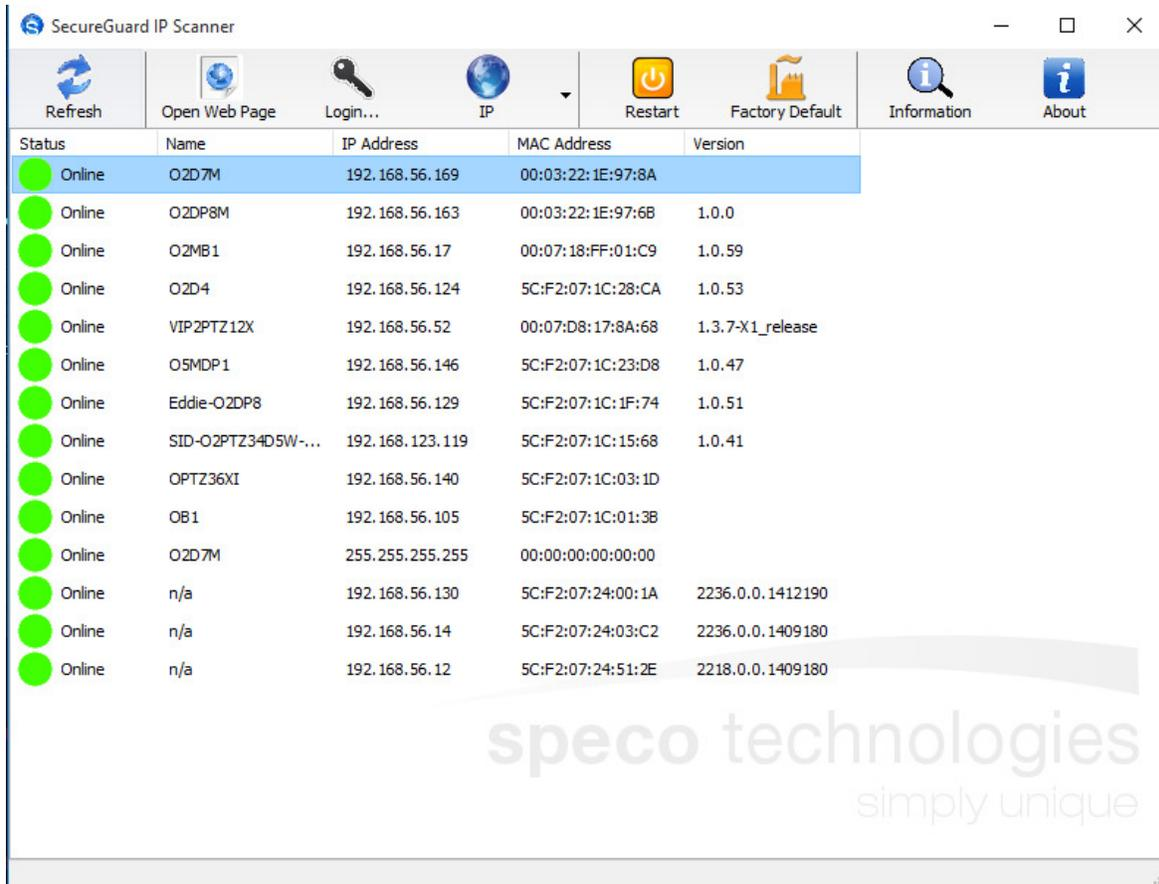 SecureGuard IP Scanner
Refresh Open Web Page Login... IP Restart Factory Default Information About
Status Name IP Address MAC Address Version
Online O2D7M 192.168.56.169 00:03:22:1E:97:8A
Online O2DP8M 192.168.56.163 00:03:22:1E:97:6B 1.0.0
Online O2MB1 192.168.56.17 00:07:18:FF:01:C9 1.0.59
Online O2D4 192.168.56.124 5C:F2:07:1C:28:CA 1.0.53
Online VIP2PTZ12X 192.168.56.52 00:07:D8:17:8A:68 1.3.7-X1_release
Online O5MDP1 192.168.56.146 5C:F2:07:1C:23:D8 1.0.47
Online Eddie-O2DP8 192.168.56.129 5C:F2:07:1C:1F:74 1.0.51
Online SID-O2PTZ34D5W-... 192.168.123.119 5C:F2:07:1C:15:68 1.0.41
Online OPTZ36XI 192.168.56.140 5C:F2:07:1C:03:1D
Online OB1 192.168.56.105 5C:F2:07:1C:01:3B
Online O2D7M 255.255.255.255 00:00:00:00:00:00
Online n/a 192.168.56.130 5C:F2:07:24:00:1A 2236.0.0.1412190
Online n/a 192.168.56.14 5C:F2:07:24:03:C2 2236.0.0.1409180
Online n/a 192.168.56.12 5C:F2:07:24:51:2E 2218.0.0.1409180
speco technologies
simply unique